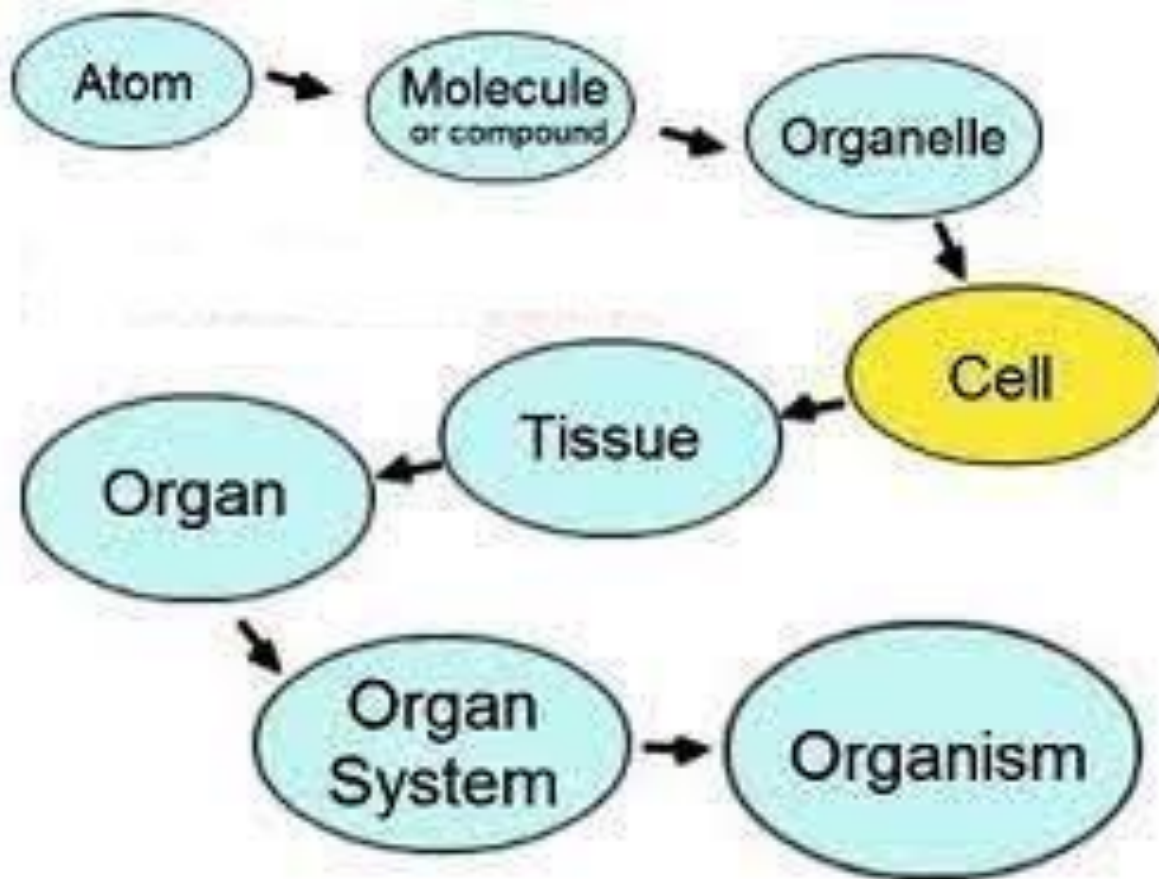 Atom
Molecule
or compound
Organelle
Cell
Tissue
Organ
Organ
System
Organism